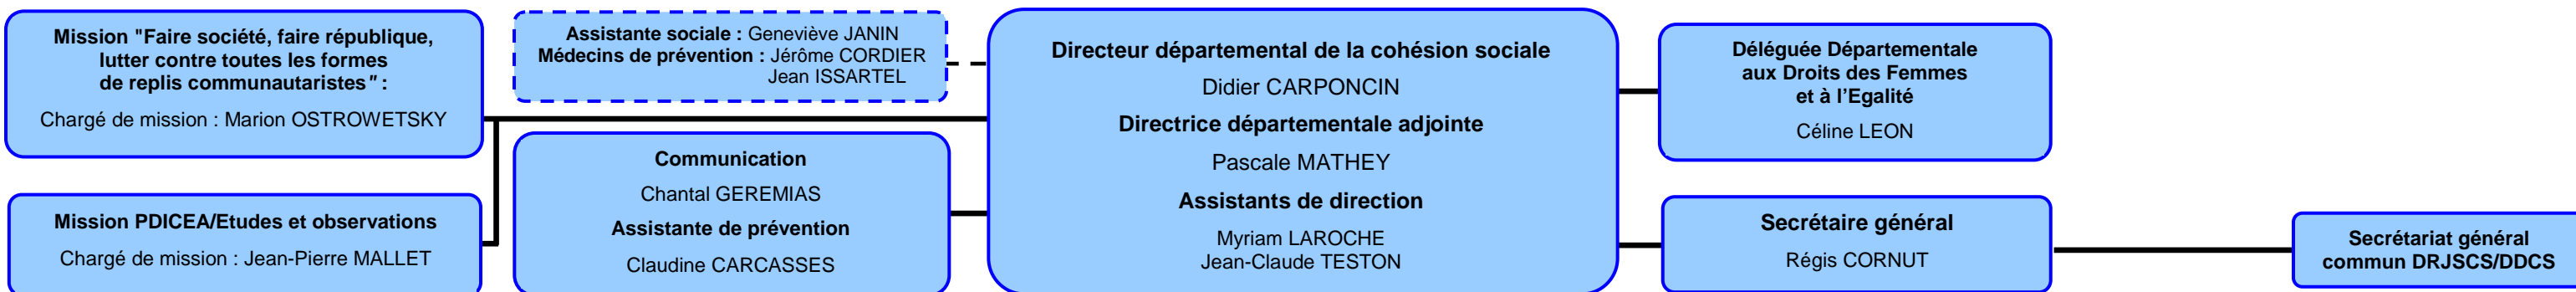 Mission "Faire société, faire république,
lutter contre toutes les formes
de replis communautaristes" :
Chargé de mission : Marion OSTROWETSKY
Mission PDICEA/Etudes et observations
Chargé de mission : Jean-Pierre MALLET
Assistante sociale : Geneviève JANIN
Médecins de prévention : Jérôme CORDIER
Jean ISSARTEL
Communication
Chantal GEREMIAS
Assistante de prévention
Claudine CARCASSES
Directeur départemental de la cohésion sociale
Didier CARPONCIN
Directrice départementale adjointe
Pascale MATHEY
Assistants de direction
Myriam LAROCHE
Jean-Claude TESTON
Déléguée Départementale
aux Droits des Femmes
et à l'Egalité
Céline LEON
Secrétaire général
Régis CORNUT
Secrétariat général
commun DRJSCS/DDCS